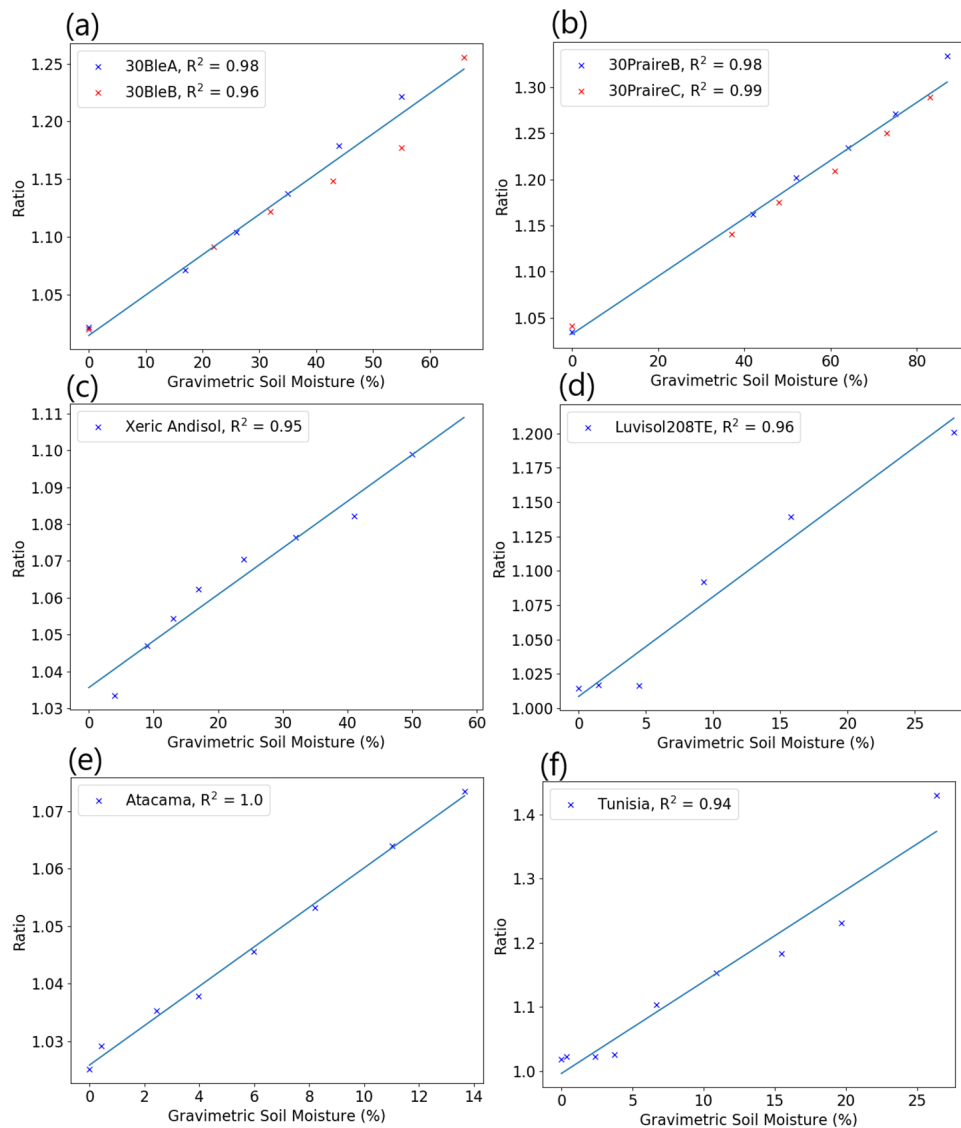 (a)
30BleA, R² = 0.98
30BleB, R² = 0.96
1.25
1.20
1.15
1.10
1.05
Ratio
0 10 20 30 40 50 60
Gravimetric Soil Moisture (%)
(b)
30PraireB, R² = 0.98
30PraireC, R² = 0.99
1.30
1.25
1.20
1.15
1.10
1.05
Ratio
0 20 40 60 80
Gravimetric Soil Moisture (%)
(c)
Xeric Andisol, R² = 0.95
1.11
1.10
1.09
1.08
1.07
1.06
1.05
1.04
1.03
Ratio
0 10 20 30 40 50 60
Gravimetric Soil Moisture (%)
(d)
Luvisol208TE, R² = 0.96
1.200
1.175
1.150
1.125
1.100
1.075
1.050
1.025
1.000
Ratio
0 5 10 15 20 25
Gravimetric Soil Moisture (%)
(e)
Atacama, R² = 1.0
1.07
1.06
1.05
1.04
1.03
Ratio
0 2 4 6 8 10 12 14
Gravimetric Soil Moisture (%)
(f)
Tunisia, R² = 0.94
1.4
1.3
1.2
1.1
1.0
Ratio
0 5 10 15 20 25
Gravimetric Soil Moisture (%)